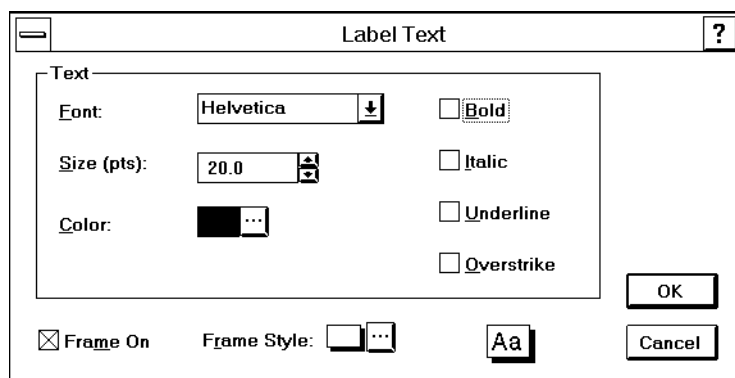 Label Text
?
Text
Font:
Helvetica
Bold
Size (pts):
20.0
Italic
Color:
...
Underline
Overstrike
OK
Frame On
Frame Style:
...
Aa
Cancel